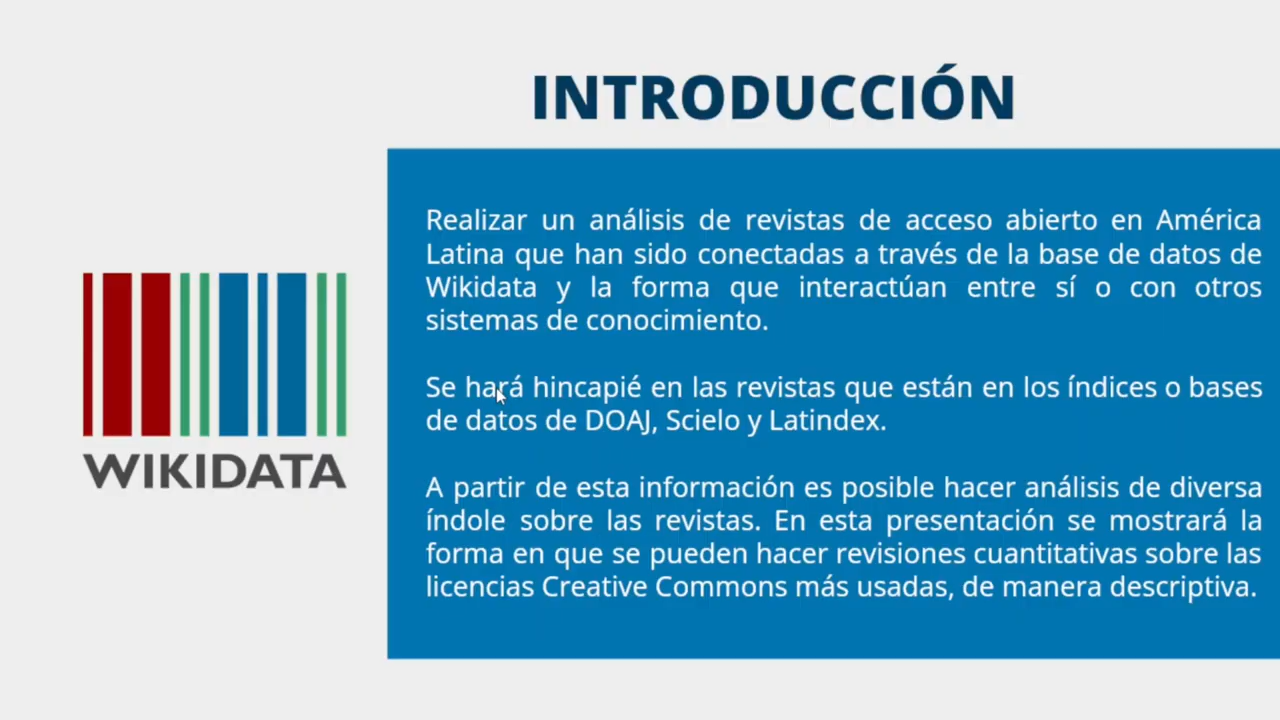 INTRODUCCIÓN
Realizar un análisis de revistas de acceso abierto en América
Latina que han sido conectadas a través de la base de datos de
Wikidata y la forma que interactúan entre sí o con otros
sistemas de conocimiento.
Se hará hincapié en las revistas que están en los índices o bases
de datos de DOAJ, Scielo y Latindex.
A partir de esta información es posible hacer análisis de diversa
índole sobre las revistas. En esta presentación se mostrará la
forma en que se pueden hacer revisiones cuantitativas sobre las
licencias Creative Commons más usadas, de manera descriptiva.
WIKIDATA